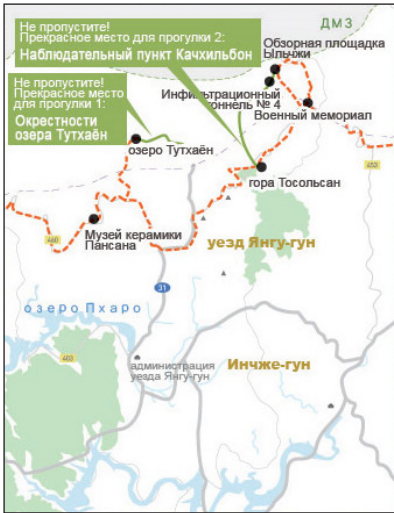 Не пропустите!
Прекрасное место для прогулки 2:
Наблюдательный пункт Качхильбон
ДМЗ
Обзорная площадка
Ыльчжи
Не пропустите!
Прекрасное место
для прогулки 1:
Окрестности
озера Тутхаён
Инфильтрационный
тоннель № 4
Военный мемориал
озеро Тутхаён
453
гора Тосольсан
Музей керамики
Пансана
460
уезд Янгу-гун
31
озеро Пхаро
403
администрация
уезда Янгу-гун
Инчже-гун